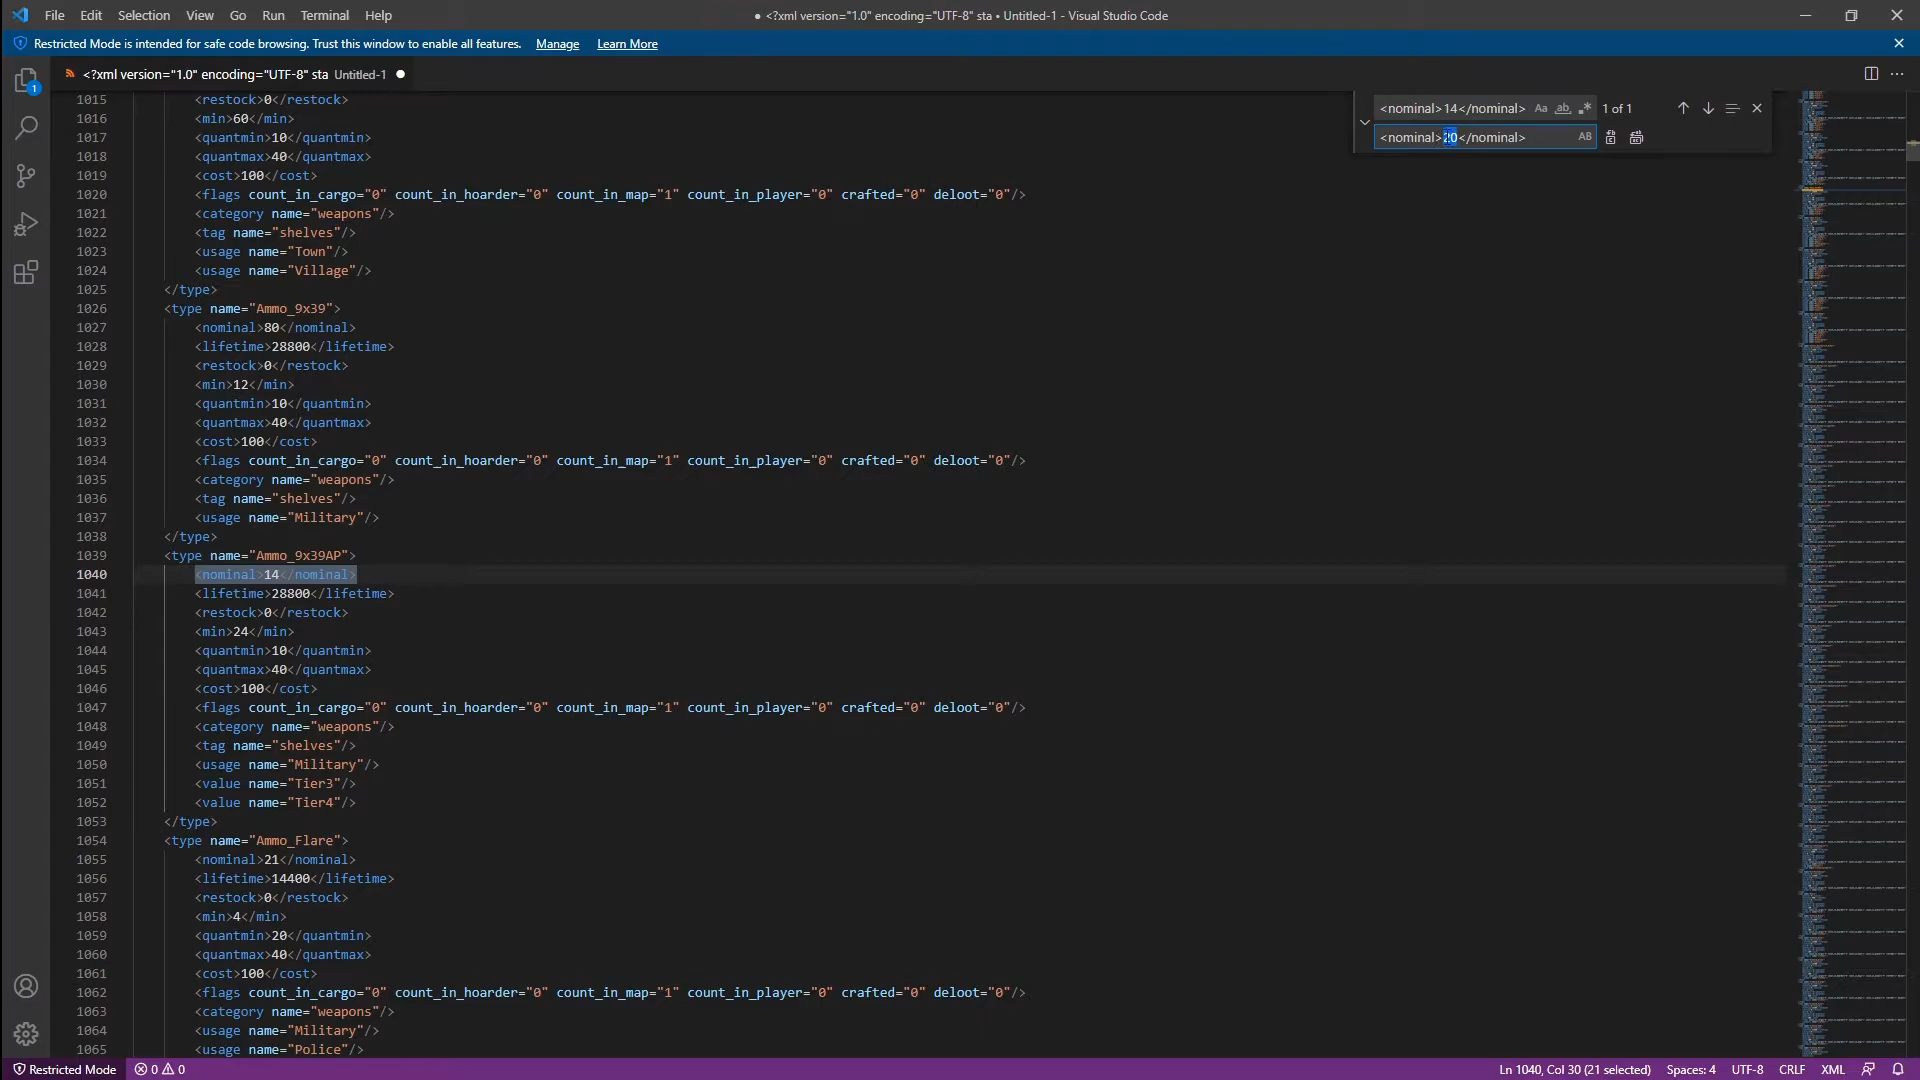 File Edit Selection View Go Run Terminal Help
● <?xml version="1.0" encoding="UTF-8" sta • Untitled-1 - Visual Studio Code
Restricted Mode is intended for safe code browsing. Trust this window to enable all features. Manage Learn More
<?xml version="1.0" encoding="UTF-8" sta Untitled-1 ●
1
<nominal>14</nominal> Aa ab .* 1 of 1
<nominal>20</nominal> AB
1015 <restock>0</restock>
1016 <min>60</min>
1017 <quantmin>10</quantmin>
1018 <quantmax>40</quantmax>
1019 <cost>100</cost>
1020 <flags count_in_cargo="0" count_in_hoarder="0" count_in_map="1" count_in_player="0" crafted="0" deloot="0"/>
1021 <category name="weapons"/>
1022 <tag name="shelves"/>
1023 <usage name="Town"/>
1024 <usage name="Village"/>
1025 </type>
1026 <type name="Ammo_9x39">
1027 <nominal>80</nominal>
1028 <lifetime>28800</lifetime>
1029 <restock>0</restock>
1030 <min>12</min>
1031 <quantmin>10</quantmin>
1032 <quantmax>40</quantmax>
1033 <cost>100</cost>
1034 <flags count_in_cargo="0" count_in_hoarder="0" count_in_map="1" count_in_player="0" crafted="0" deloot="0"/>
1035 <category name="weapons"/>
1036 <tag name="shelves"/>
1037 <usage name="Military"/>
1038 </type>
1039 <type name="Ammo_9x39AP">
1040 <nominal>14</nominal>
1041 <lifetime>28800</lifetime>
1042 <restock>0</restock>
1043 <min>24</min>
1044 <quantmin>10</quantmin>
1045 <quantmax>40</quantmax>
1046 <cost>100</cost>
1047 <flags count_in_cargo="0" count_in_hoarder="0" count_in_map="1" count_in_player="0" crafted="0" deloot="0"/>
1048 <category name="weapons"/>
1049 <tag name="shelves"/>
1050 <usage name="Military"/>
1051 <value name="Tier3"/>
1052 <value name="Tier4"/>
1053 </type>
1054 <type name="Ammo_Flare">
1055 <nominal>21</nominal>
1056 <lifetime>14400</lifetime>
1057 <restock>0</restock>
1058 <min>4</min>
1059 <quantmin>20</quantmin>
1060 <quantmax>40</quantmax>
1061 <cost>100</cost>
1062 <flags count_in_cargo="0" count_in_hoarder="0" count_in_map="1" count_in_player="0" crafted="0" deloot="0"/>
1063 <category name="weapons"/>
1064 <usage name="Military"/>
1065 <usage name="Police"/>
Restricted Mode 0 0 Ln 1040, Col 30 (21 selected) Spaces: 4 UTF-8 CRLF XML